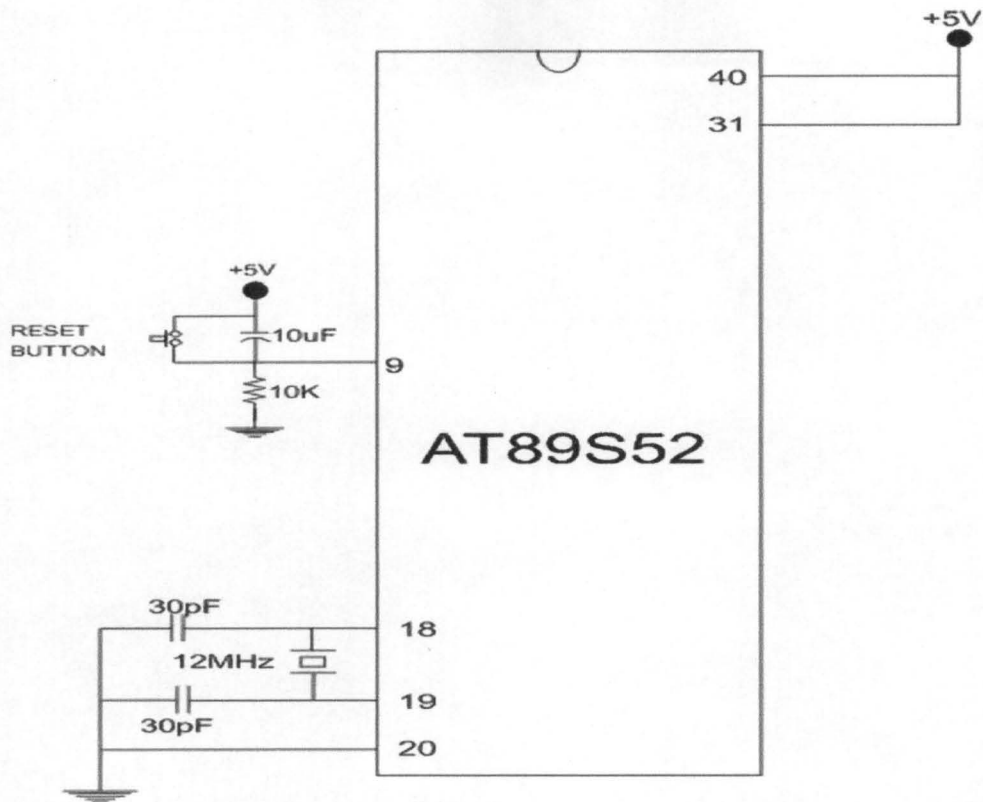 +5V
40
31
+5V
RESET
BUTTON
10uF
9
10K
AT89S52
30pF
18
12MHz
19
30pF
20